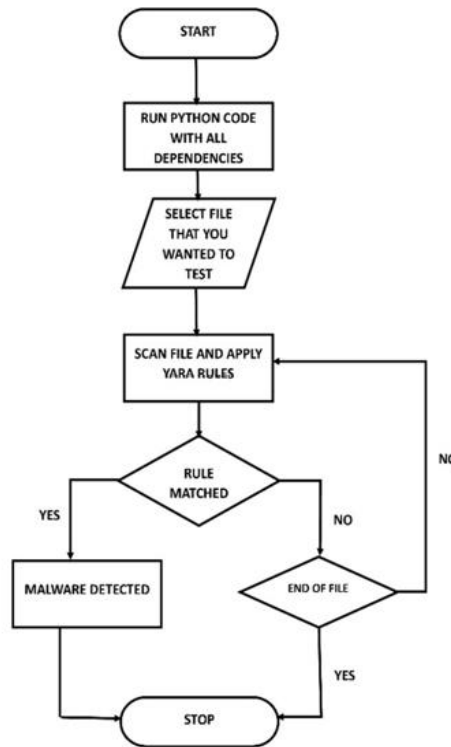 START
RUN PYTHON CODE
WITH ALL
DEPENDENCIES
SELECT FILE
THAT YOU
WANTED TO
TEST
SCAN FILE AND APPLY
YARA RULES
RULE
MATCHED
YES
NO
NO
MALWARE DETECTED
END OF FILE
YES
STOP